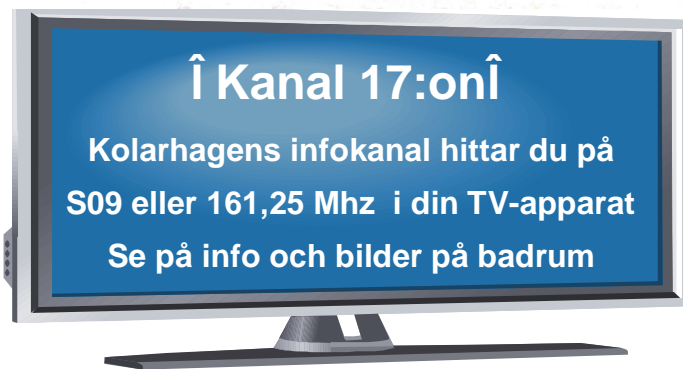 Î Kanal 17:onÎ
Kolarhagens infokanal hittar du på
S09 eller 161,25 Mhz i din TV-apparat
Se på info och bilder på badrum